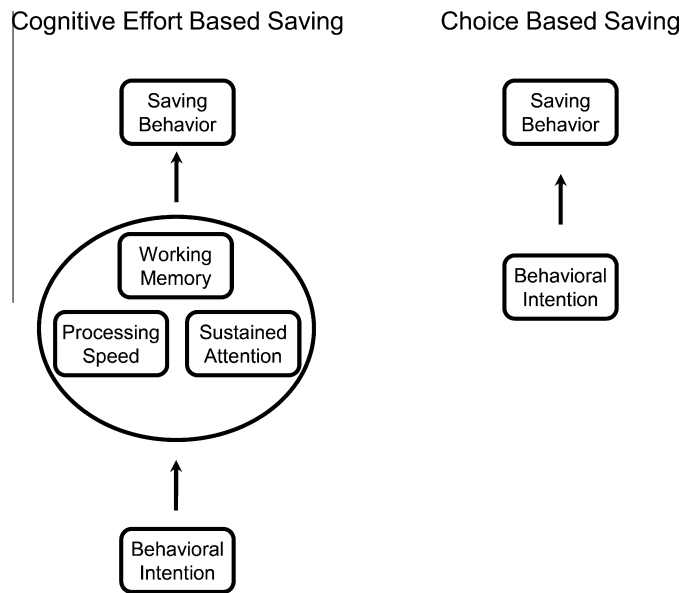 Cognitive Effort Based Saving
Saving
Behavior
Working
Memory
Processing
Speed
Sustained
Attention
Behavioral
Intention
Choice Based Saving
Saving
Behavior
Behavioral
Intention